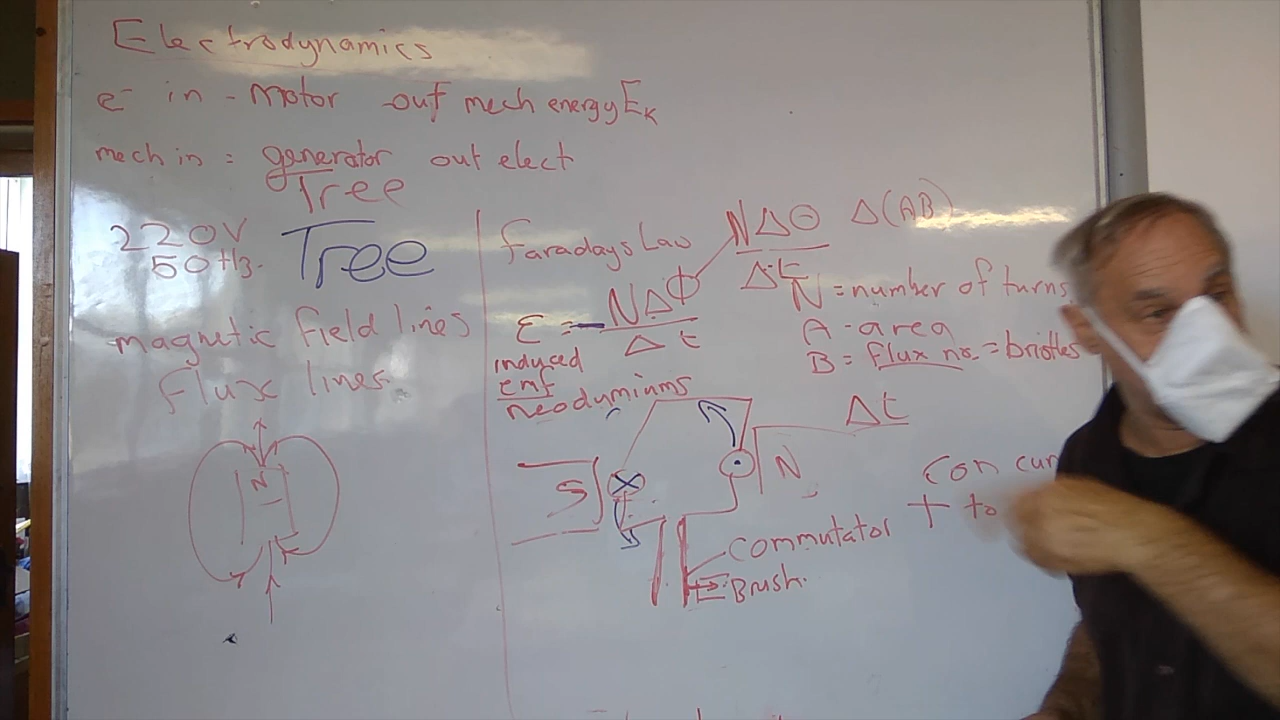 Electrodynamics
e⁻ in - Motor - out mech energy Eₖ
mech in : generator out elect
Tree
220V
50Hz.
Tree
magnetic field lines
flux lines.
N
Faradays Law
NΔΘ
Δt
Δ(AB)
ε = - NΔΦ
Δt
induced
emf
neodymiums
N = number of turns
A - area
B = flux no. = bristles
Δt
S
N
Commutator
Brush.
Con cur
+ to